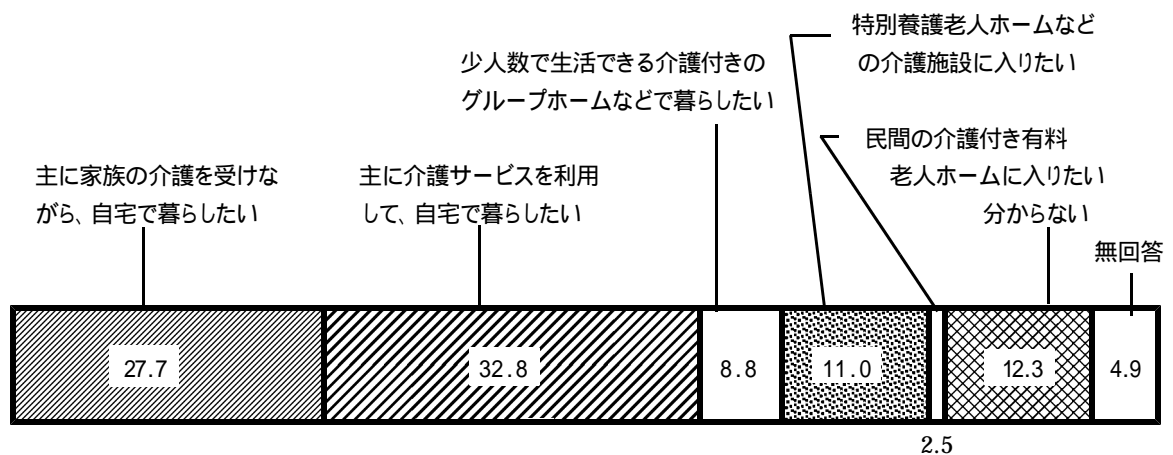 特別養護老人ホームなど
の介護施設に入りたい
少人数で生活できる介護付きの
グループホームなどで暮らしたい
民間の介護付き有料
老人ホームに入りたい
主に家族の介護を受けな
がら、自宅で暮らしたい
主に介護サービスを利用
して、自宅で暮らしたい
分からない
無回答
27.7
32.8
8.8
11.0
12.3
4.9
2.5